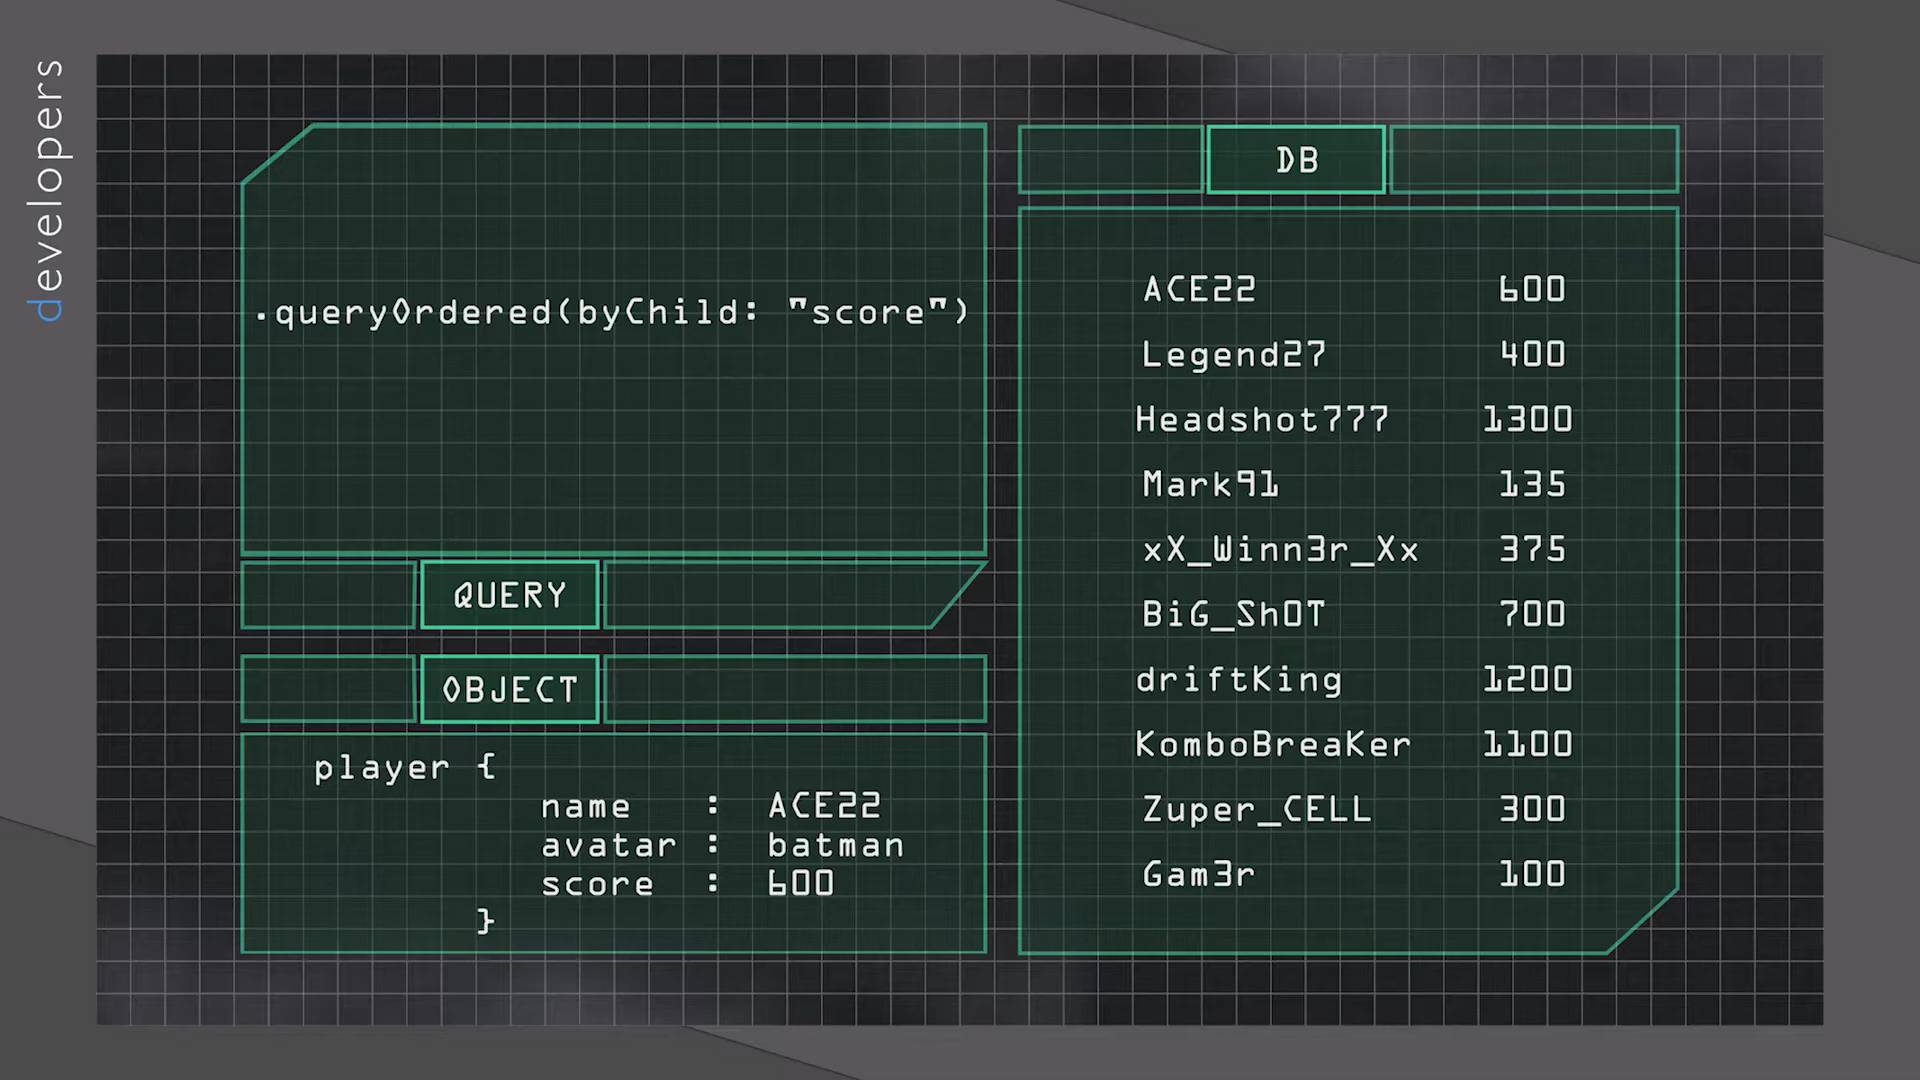 developers
.queryOrdered(byChild: "score")
QUERY
OBJECT
player {
name : ACE22
avatar : batman
score : 600
}
DB
ACE22 600
Legend27 400
Headshot777 1300
Mark91 135
xX_Winn3r_Xx 375
BiG_ShOT 700
driftKing 1200
KomboBreaKer 1100
Zuper_CELL 300
Gam3r 100